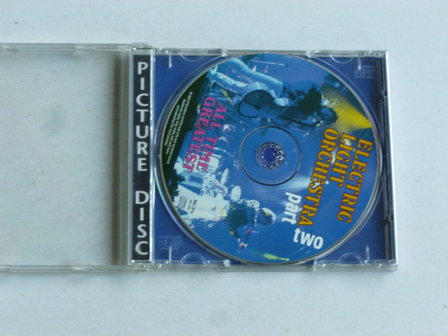 PICTURE DISC
ELECTRIC
LIGHT
ORCHESTRA
part
two
ALL TIME
GREATEST